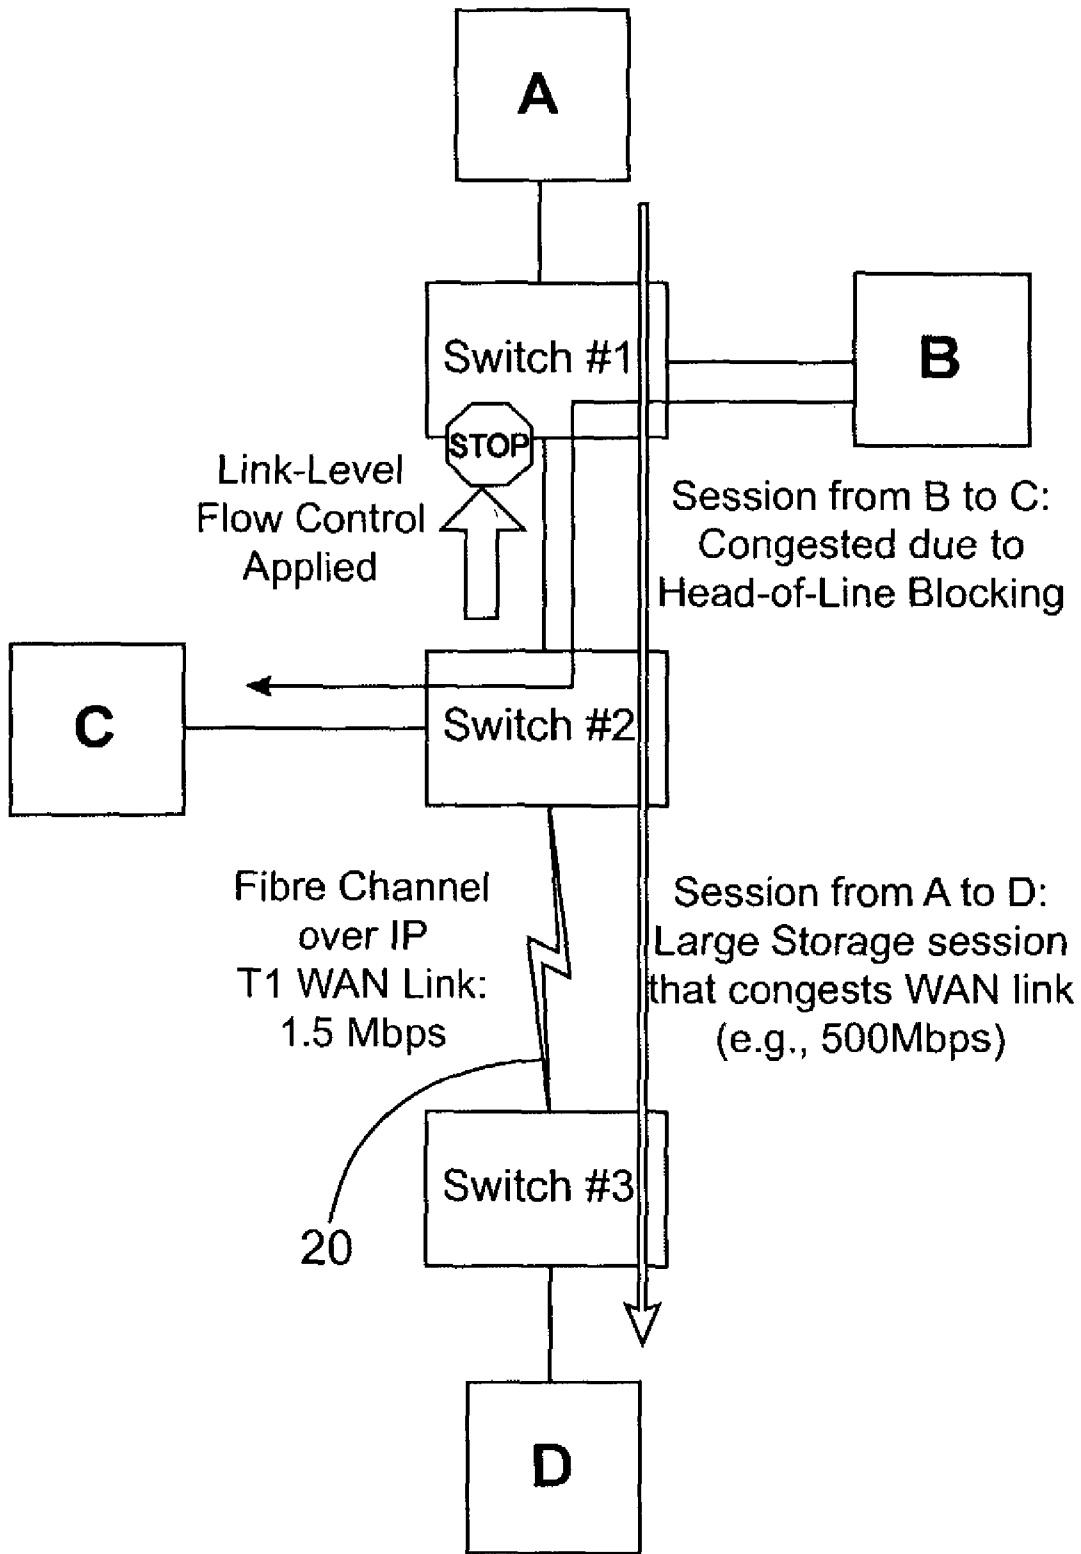 A
Switch #1
B
STOP
Link-Level
Flow Control
Applied
Session from B to C:
Congested due to
Head-of-Line Blocking
C
Switch #2
Fibre Channel
over IP
T1 WAN Link:
1.5 Mbps
Session from A to D:
Large Storage session
that congests WAN link
(e.g., 500Mbps)
Switch #3
20
D